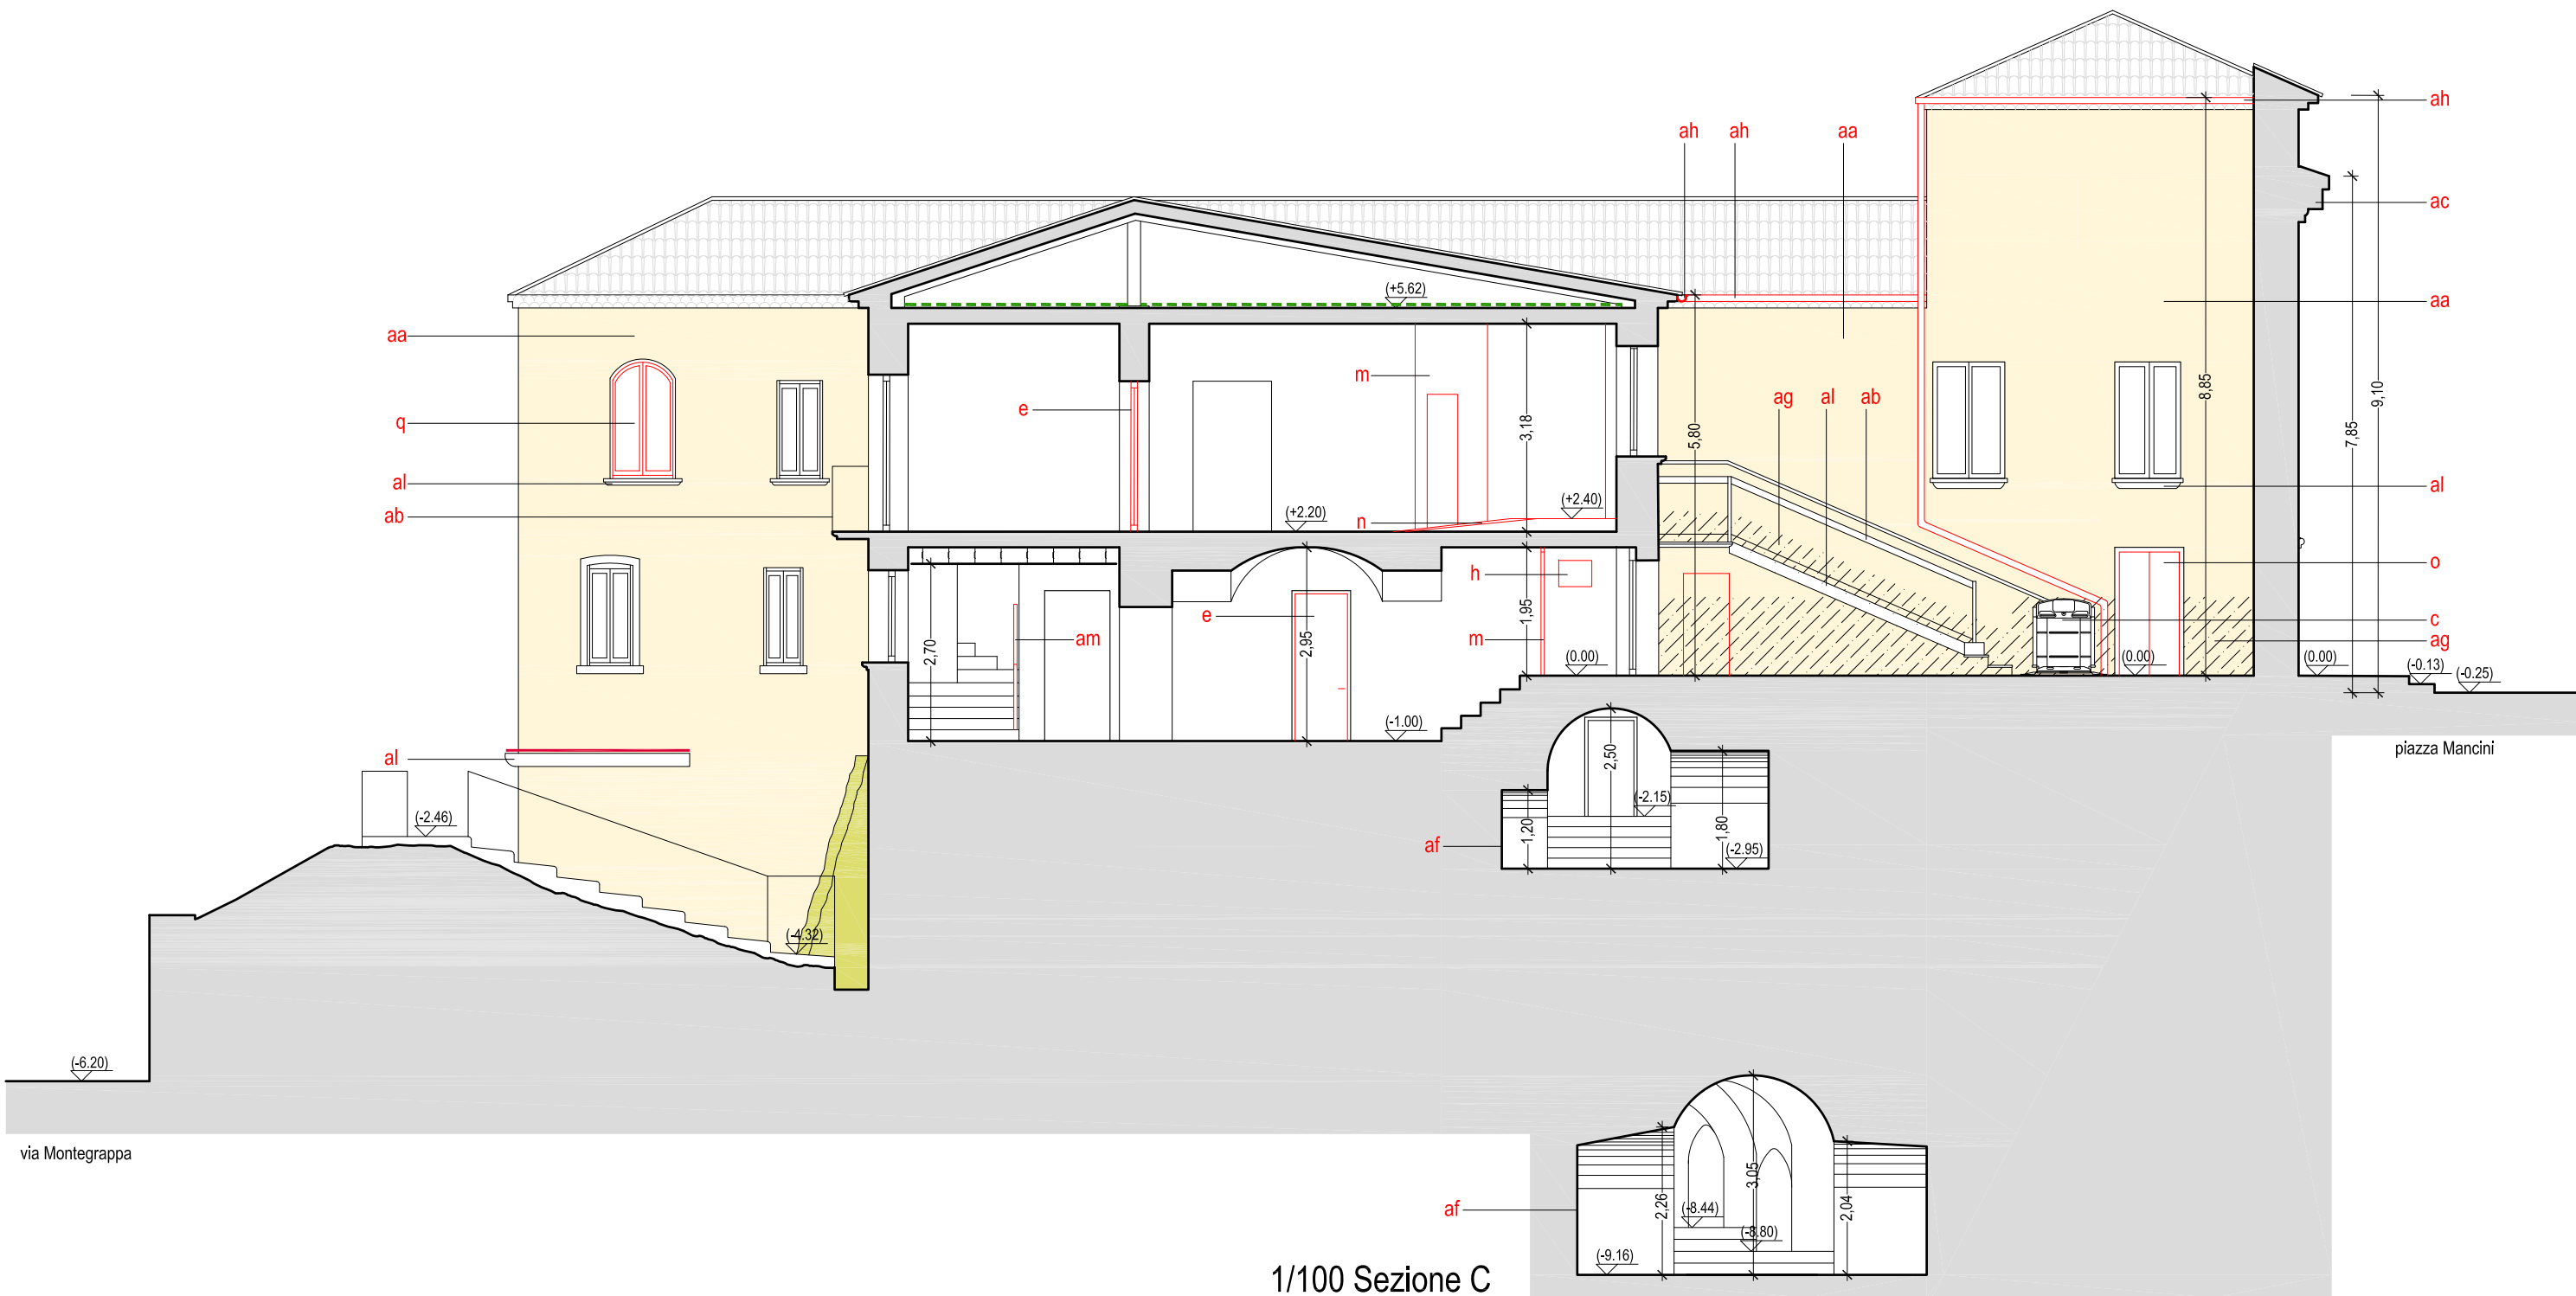 ah
ah
ah
aa
ac
(+5.62)
aa
aa
m
8,85
9,10
q
e
3,18
5,80
ag
al
ab
7,85
al
al
ab
(+2.20)
n
(+2.40)
h
o
e
1,95
c
2,70
am
2,95
m
ag
(0.00)
(0.00)
(0.00)
(-0.13)
(-0.25)
(-1.00)
piazza Mancini
al
2,50
(-2.46)
(-2.15)
1,20
1,80
af
(-2.95)
(-4.32)
(-6.20)
via Montegrappa
3,05
2,26
2,04
af
(-8.44)
(-8.80)
(-9.16)
1/100 Sezione C